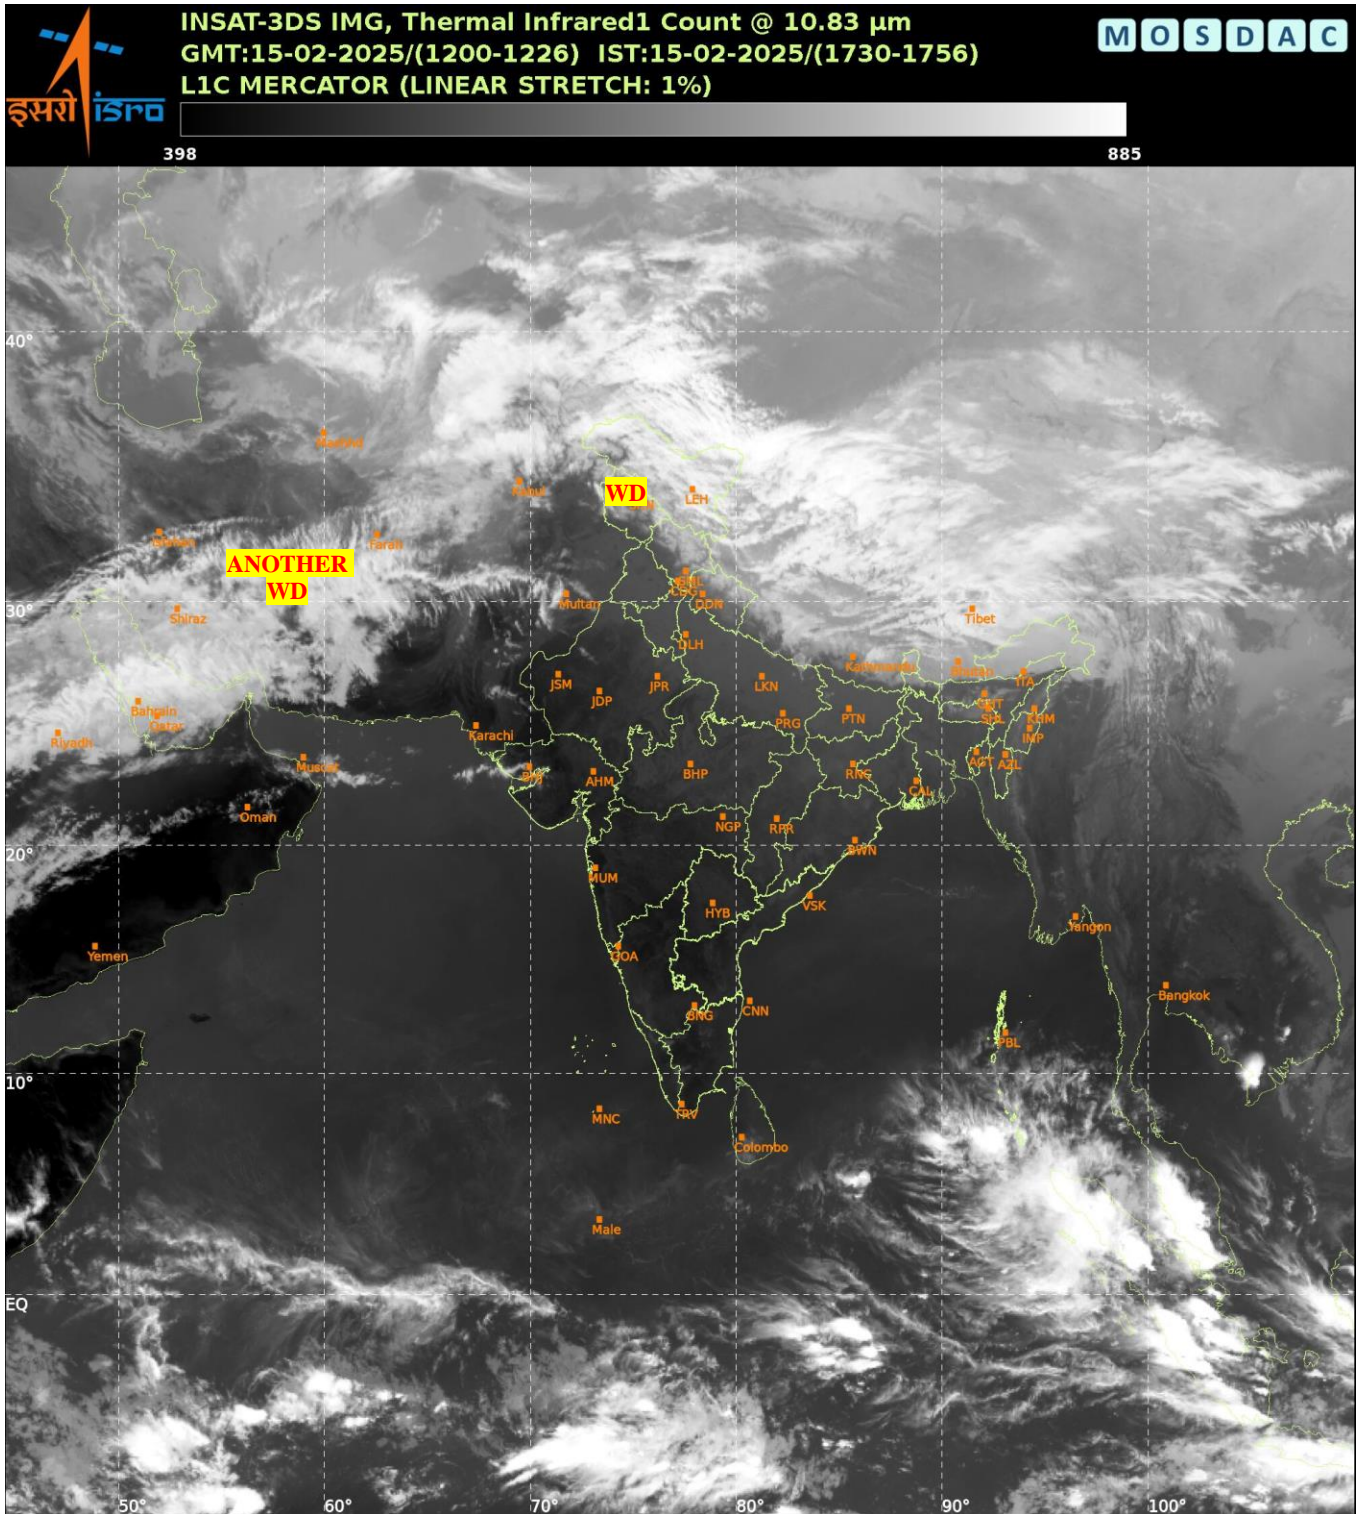 INSAT-3DS IMG, Thermal Infrared1 Count @ 10.83 µm
GMT:15-02-2025/(1200-1226) IST:15-02-2025/(1730-1756)
L1C MERCATOR (LINEAR STRETCH: 1%)
MOSDAC
इसरो isro
398
885
40°
Kabul
WD
LEH
Farah
ANOTHER
WD
SML
30°
Multan
DDN
Shiraz
Tibet
DLH
Kathmandu
JSM
JPR
LKN
ITA
JDP
Bahrain
Qatar
PRG
PTN
SHL
KHM
Riyadh
Karachi
IMP
Muscat
BHP
RNC
AGT
AZL
AHM
CAL
Oman
NGP
RPR
20°
BWN
MUM
HYB
VSK
Yangon
Yemen
GOA
Bangkok
BNG
CNN
PBL
10°
MNC
TRV
Colombo
Male
EQ
50°
60°
70°
80°
90°
100°